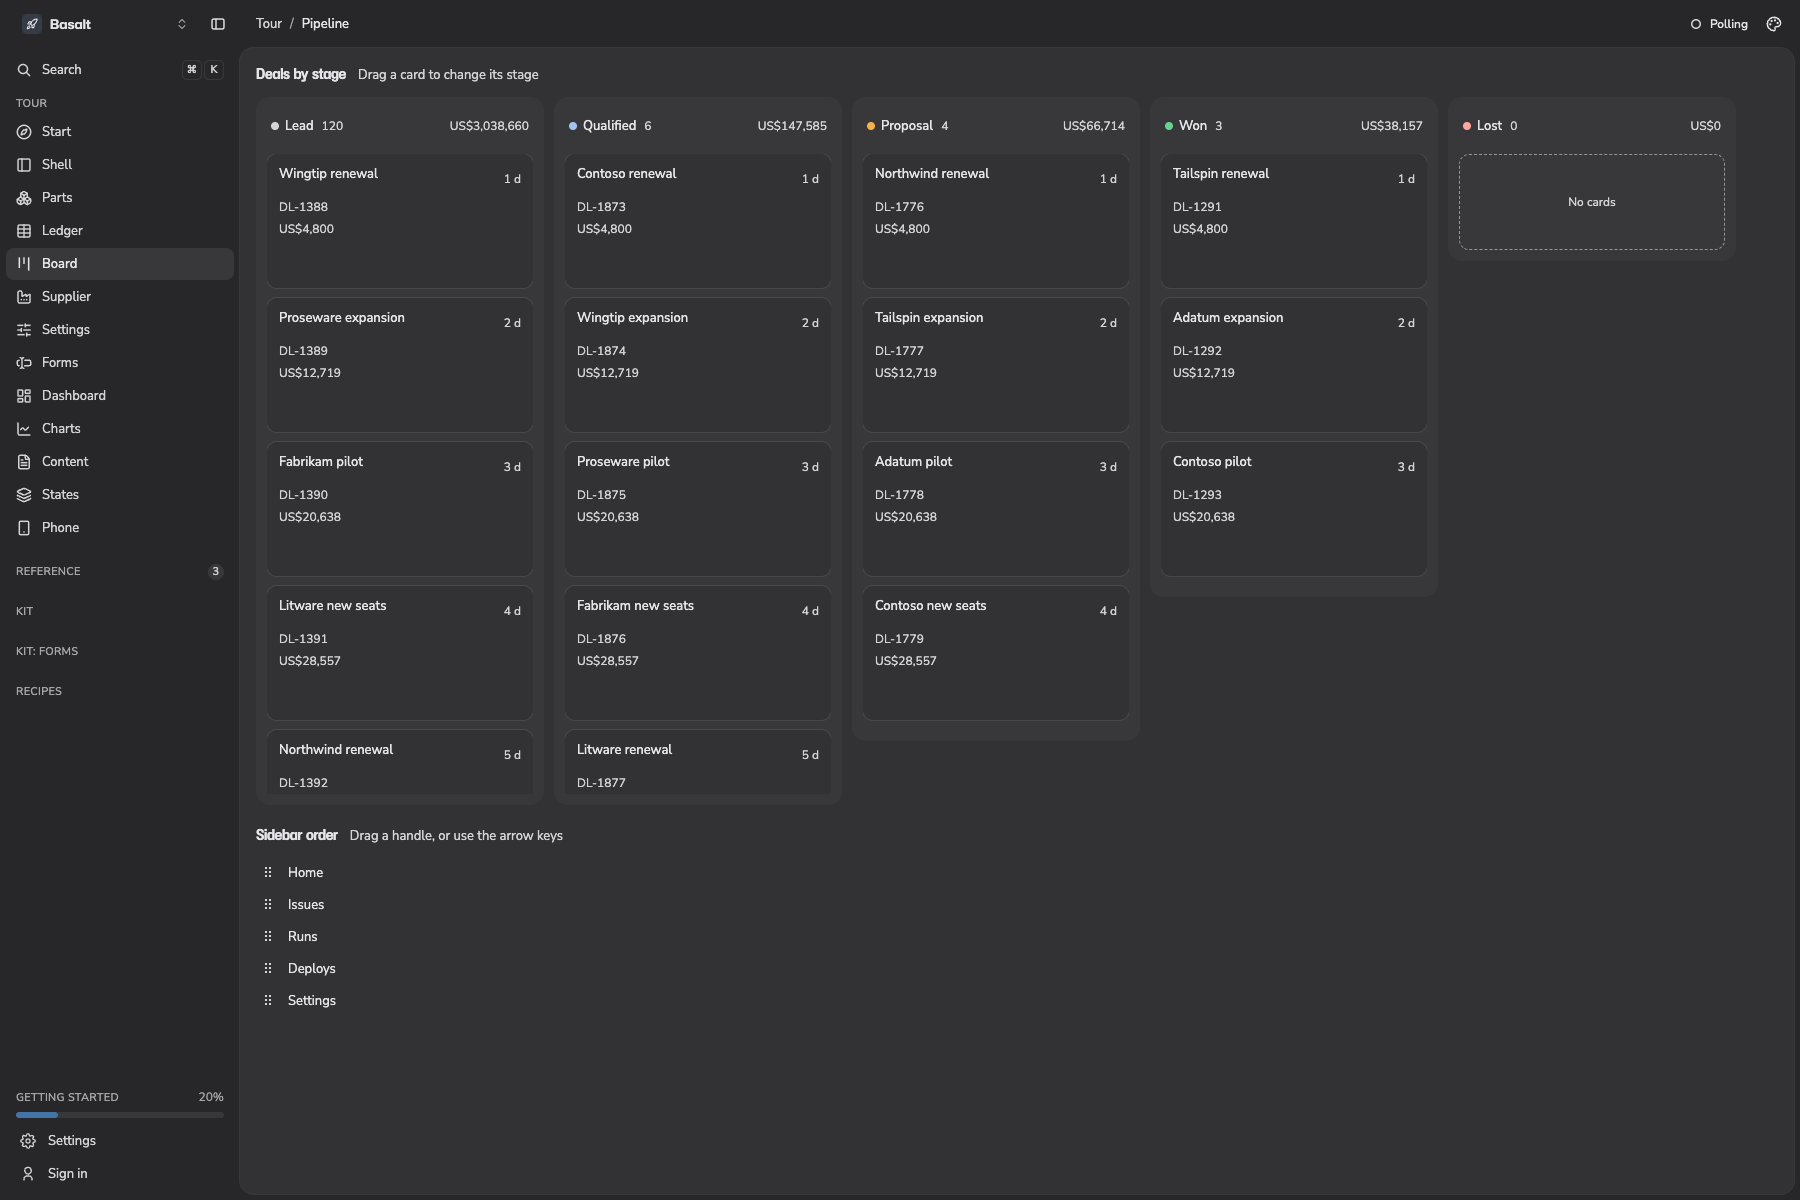 Basalt
Search ⌘ K
TOUR
Start
Shell
Parts
Ledger
Board
Supplier
Settings
Forms
Dashboard
Charts
Content
States
Phone
REFERENCE 3
KIT
KIT: FORMS
RECIPES
GETTING STARTED 20%
Settings
Sign in
Tour / Pipeline
Polling
Deals by stage Drag a card to change its stage
Lead 120 US$3,038,660
Wingtip renewal 1 d
DL-1388
US$4,800
Proseware expansion 2 d
DL-1389
US$12,719
Fabrikam pilot 3 d
DL-1390
US$20,638
Litware new seats 4 d
DL-1391
US$28,557
Northwind renewal 5 d
DL-1392
Qualified 6 US$147,585
Contoso renewal 1 d
DL-1873
US$4,800
Wingtip expansion 2 d
DL-1874
US$12,719
Proseware pilot 3 d
DL-1875
US$20,638
Fabrikam new seats 4 d
DL-1876
US$28,557
Litware renewal 5 d
DL-1877
Proposal 4 US$66,714
Northwind renewal 1 d
DL-1776
US$4,800
Tailspin expansion 2 d
DL-1777
US$12,719
Adatum pilot 3 d
DL-1778
US$20,638
Contoso new seats 4 d
DL-1779
US$28,557
Won 3 US$38,157
Tailspin renewal 1 d
DL-1291
US$4,800
Adatum expansion 2 d
DL-1292
US$12,719
Contoso pilot 3 d
DL-1293
US$20,638
Lost 0 US$0
No cards
Sidebar order Drag a handle, or use the arrow keys
Home
Issues
Runs
Deploys
Settings